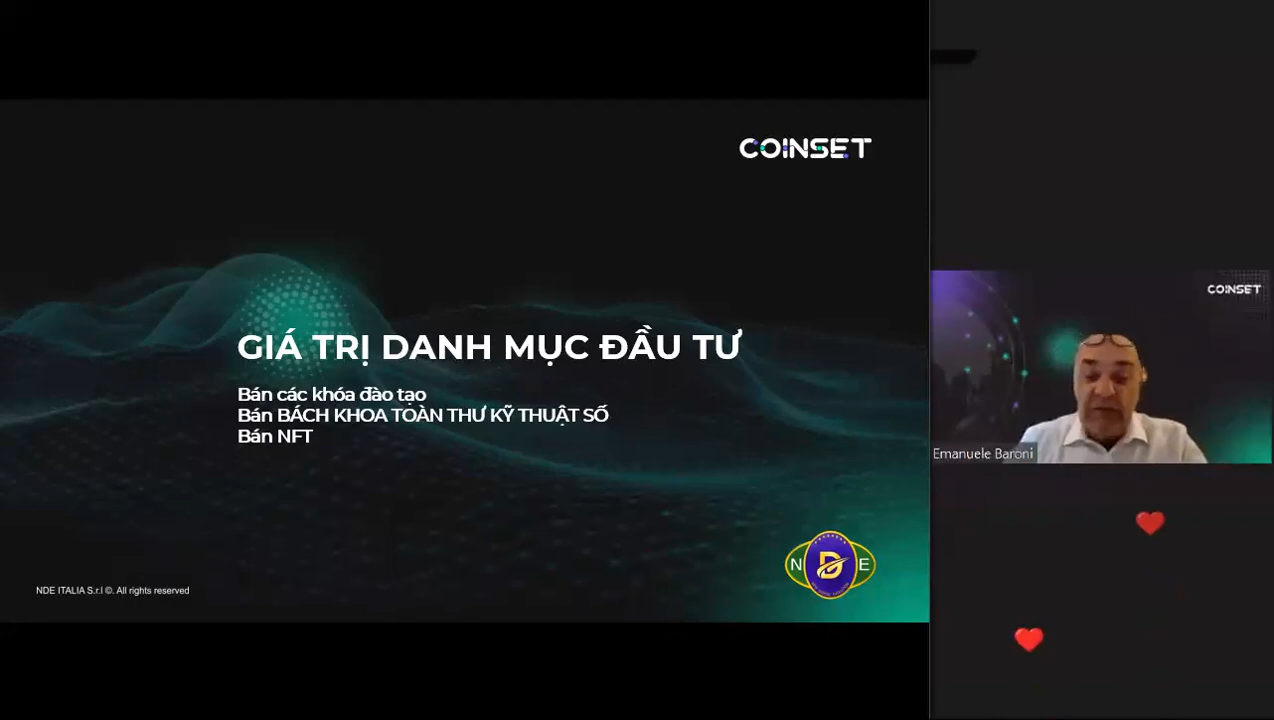 COINSET
GIÁ TRỊ DANH MỤC ĐẦU TƯ
Bán các khóa đào tạo
Bán BÁCH KHOA TOÀN THƯ KỸ THUẬT SỐ
Bán NFT
N D E
NDE ITALIA S.r.l ©. All rights reserved
COINSET
Emanuele Baroni